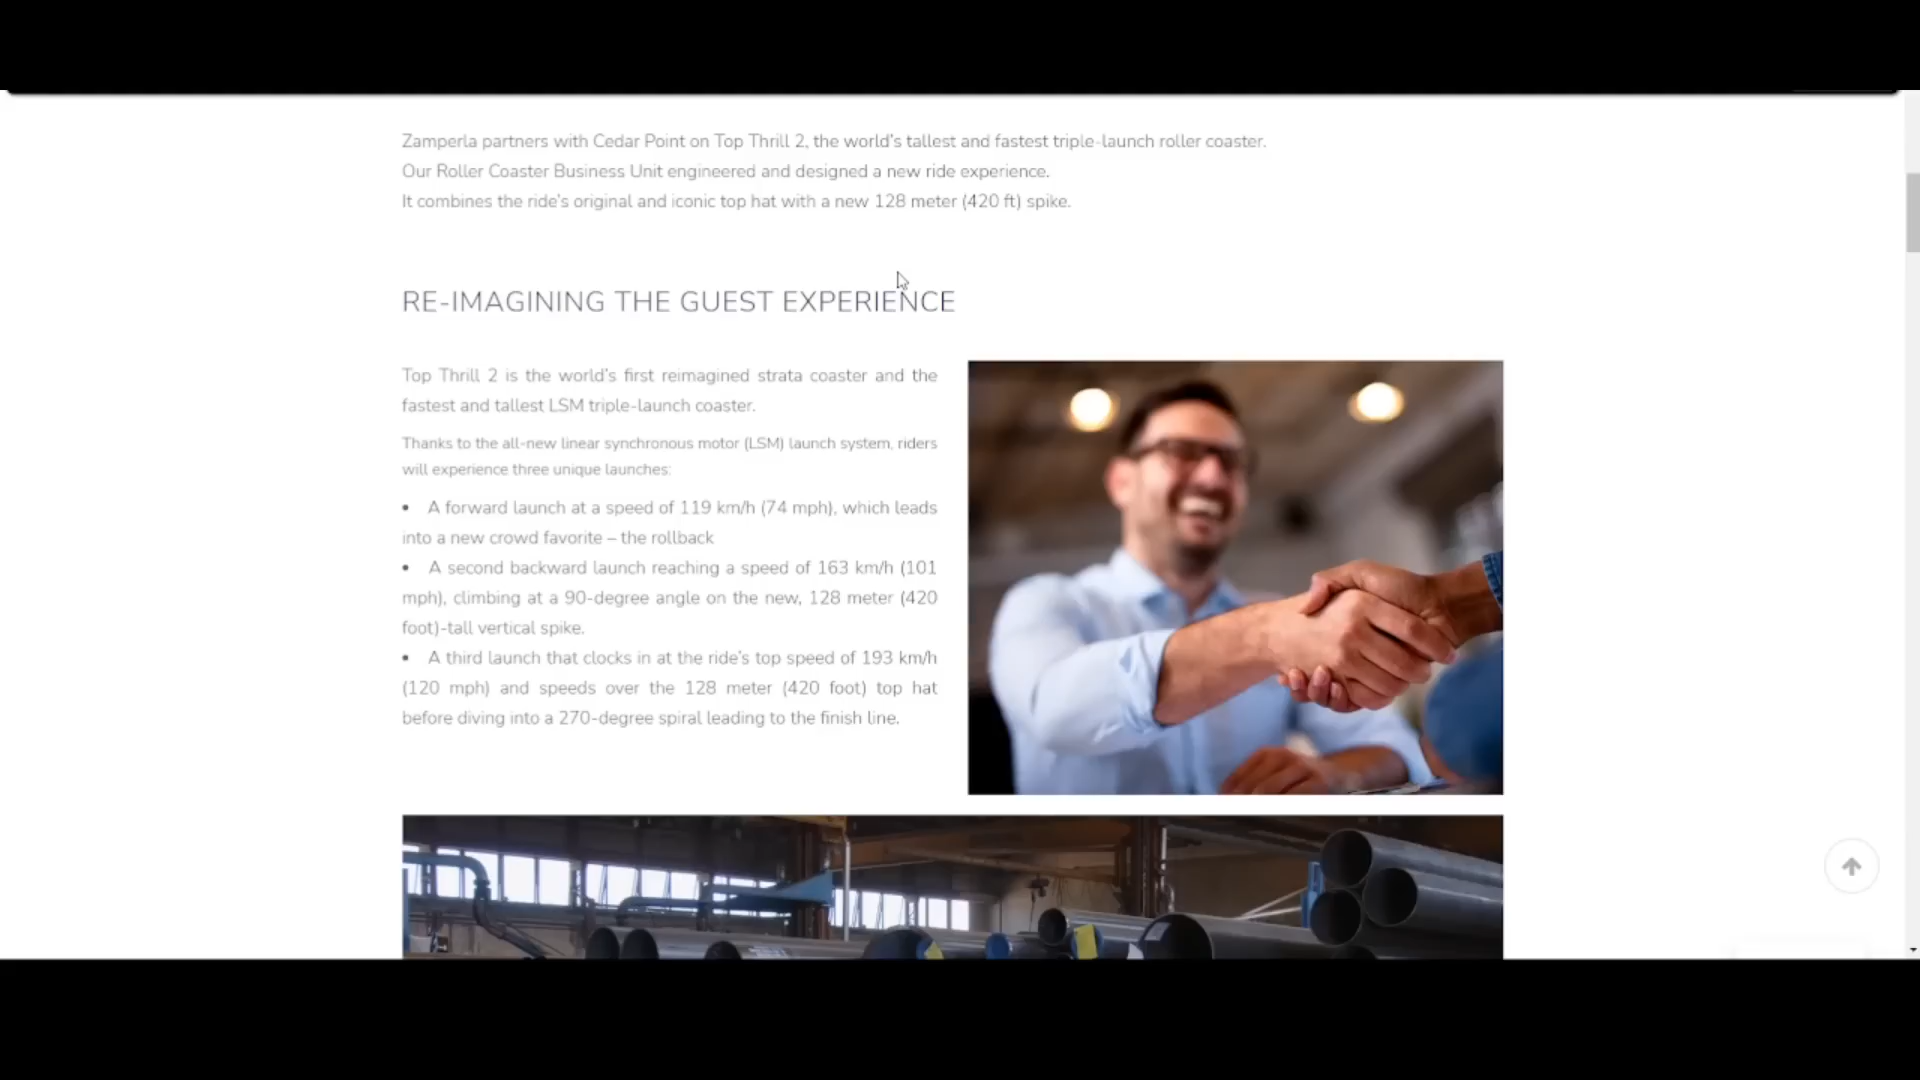 Zamperla partners with Cedar Point on Top Thrill 2, the world's tallest and fastest triple-launch roller coaster.
Our Roller Coaster Business Unit engineered and designed a new ride experience.
It combines the ride's original and iconic top hat with a new 128 meter (420 ft) spike.
RE-IMAGINING THE GUEST EXPERIENCE
Top Thrill 2 is the world's first reimagined strata coaster and the
fastest and tallest LSM triple-launch coaster.
Thanks to the all-new linear synchronous motor (LSM) launch system, riders
will experience three unique launches:
• A forward launch at a speed of 119 km/h (74 mph), which leads
into a new crowd favorite – the rollback
• A second backward launch reaching a speed of 163 km/h (101
mph), climbing at a 90-degree angle on the new, 128 meter (420
foot)-tall vertical spike.
• A third launch that clocks in at the ride's top speed of 193 km/h
(120 mph) and speeds over the 128 meter (420 foot) top hat
before diving into a 270-degree spiral leading to the finish line.